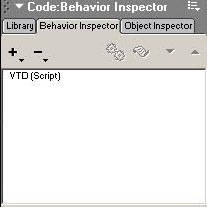 Code:Behavior Inspector
Library Behavior Inspector Object Inspector
VTD (Script)